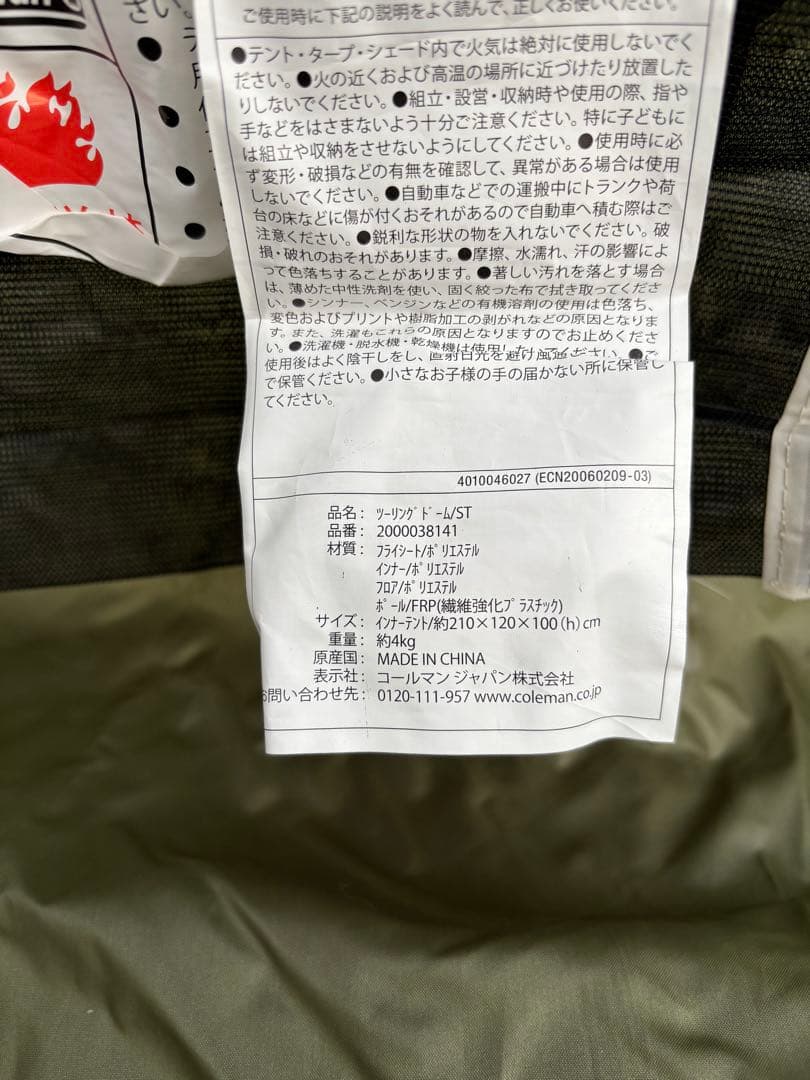 さい。
ご使用時に下記の説明をよく読んで、正しくお使いください。
●テント・タープ・シェード内で火気は絶対に使用しないでく
ださい。●火の近くおよび高温の場所に近づけたり放置した
りしないでください。●組立・設営・収納時や使用の際、指や
手などをはさまないよう十分ご注意ください。特に子どもに
は組立や収納をさせないようにしてください。●使用時に必
ず変形・破損などの有無を確認して、異常がある場合は使用
しないでください。●自動車などでの運搬中にトランクや荷
台の床などに傷が付くおそれがあるので自動車へ積む際はご
注意ください。●鋭利な形状の物を入れないでください。破
損・破れのおそれがあります。●摩擦、水濡れ、汗の影響によ
って色落ちすることがあります。●著しい汚れを落とす場合
は、薄めた中性洗剤を使い、固く絞った布で拭き取ってくださ
い。●シンナー、ベンジンなどの有機溶剤の使用は色落ち、
変色およびプリントや樹脂加工の剥がれなどの原因となりま
す。また、洗濯もこれらの原因となりますのでお止めくださ
い。●洗濯機・脱水機・乾燥機は使用し ください。●ご
使用後はよく陰干しをし、直射日光を避け風通
で保管ください。●小さなお子様の手の届かない所に保管し
てください。
4010046027 (ECN20060209-03)
品名： ﾂｰﾘﾝｸﾞﾄﾞｰﾑ/ST
品番： 2000038141
材質： ﾌﾗｲｼｰﾄ/ﾎﾟﾘｴｽﾃﾙ
ｲﾝﾅｰ/ﾎﾟﾘｴｽﾃﾙ
ﾌﾛｱ/ﾎﾟﾘｴｽﾃﾙ
ﾎﾟｰﾙ/FRP(繊維強化ﾌﾟﾗｽﾁｯｸ)
サイズ： ｲﾝﾅｰﾃﾝﾄ/約210×120×100（h）cm
重量： 約4kg
原産国： MADE IN CHINA
表示社： コールマン ジャパン株式会社
お問い合わせ先： 0120-111-957 www.coleman.co.jp